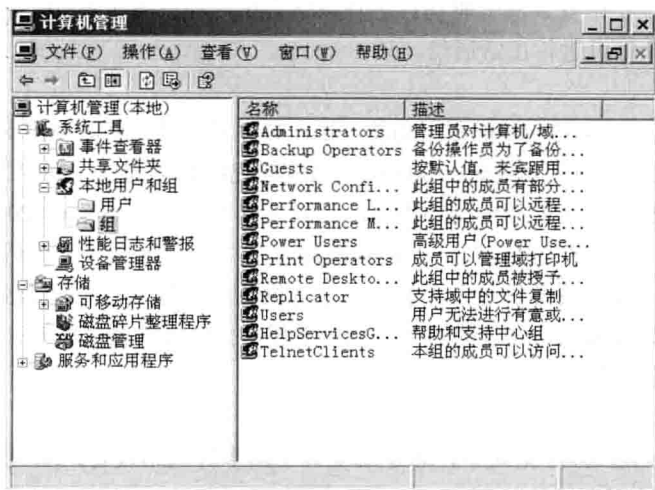 计算机管理
文件(F) 操作(A) 查看(V) 窗口(W) 帮助(H)
计算机管理(本地)
系统工具
事件查看器
共享文件夹
本地用户和组
用户
组
性能日志和警报
设备管理器
存储
可移动存储
磁盘碎片整理程序
磁盘管理
服务和应用程序
名称 描述
Administrators 管理员对计算机/域...
Backup Operators 备份操作员为了备份...
Guests 按默认值，来宾跟用...
Network Confi... 此组中的成员有部分...
Performance L... 此组的成员可以远程...
Performance M... 此组的成员可以远程...
Power Users 高级用户(Power Use...
Print Operators 成员可以管理域打印机
Remote Deskto... 此组中的成员被授予...
Replicator 支持域中的文件复制
Users 用户无法进行有意或...
HelpServicesG... 帮助和支持中心组
TelnetClients 本组的成员可以访问...